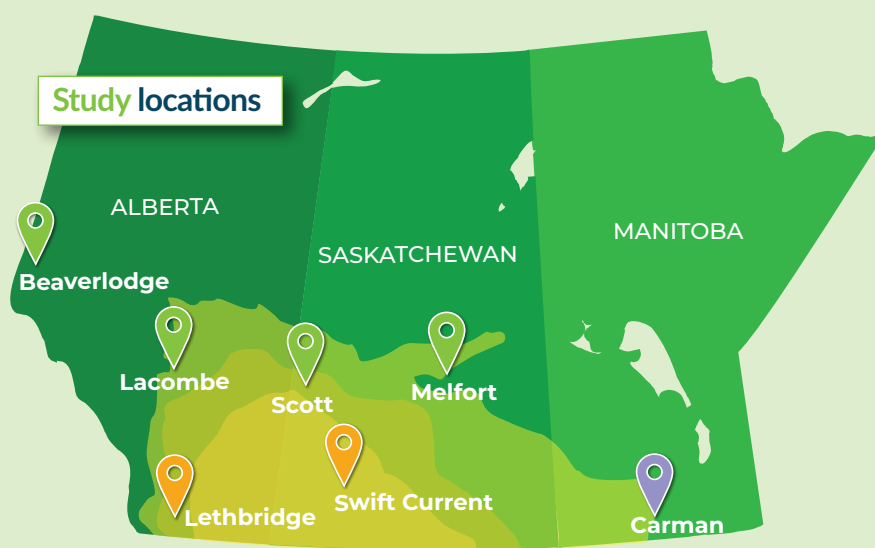 Study locations
ALBERTA
SASKATCHEWAN
MANITOBA
Beaverlodge
Lacombe
Scott
Melfort
Lethbridge
Swift Current
Carman